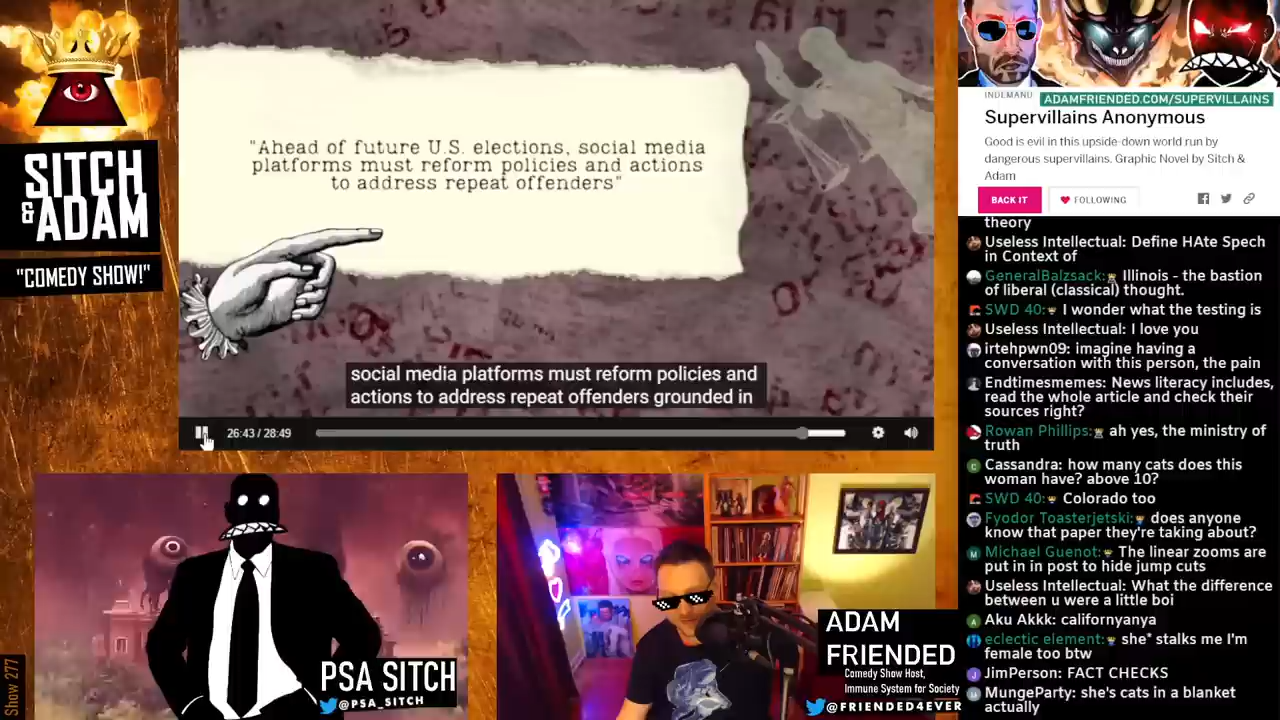 SITCH
& ADAM
"COMEDY SHOW!"
Show 277
"Ahead of future U.S. elections, social media
platforms must reform policies and actions
to address repeat offenders"
social media platforms must reform policies and
actions to address repeat offenders grounded in
26:43 / 28:49
PSA SITCH
@PSA_SITCH
ADAM
FRIENDED
Comedy Show Host,
Immune System for Society
@FRIENDED4EVER
INDEMAND
ADAMFRIENDED.COM/SUPERVILLAINS
Supervillains Anonymous
Good is evil in this upside-down world run by
dangerous supervillains. Graphic Novel by Sitch &
Adam
BACK IT
FOLLOWING
theory
Useless Intellectual: Define HAte Spech
in Context of
GeneralBalzsack: Illinois - the bastion
of liberal (classical) thought.
SWD 40: I wonder what the testing is
Useless Intellectual: I love you
irtehpwn09: imagine having a
conversation with this person, the pain
Endtimesmemes: News literacy includes,
read the whole article and check their
sources right?
Rowan Phillips: ah yes, the ministry of
truth
Cassandra: how many cats does this
woman have? above 10?
SWD 40: Colorado too
Fyodor Toasterjetski: does anyone
know that paper they're taking about?
Michael Guenot: The linear zooms are
put in in post to hide jump cuts
Useless Intellectual: What the difference
between u were a little boi
Aku Akkk: californyanya
eclectic element: she* stalks me I'm
female too btw
JimPerson: FACT CHECKS
MungeParty: she's cats in a blanket
actually